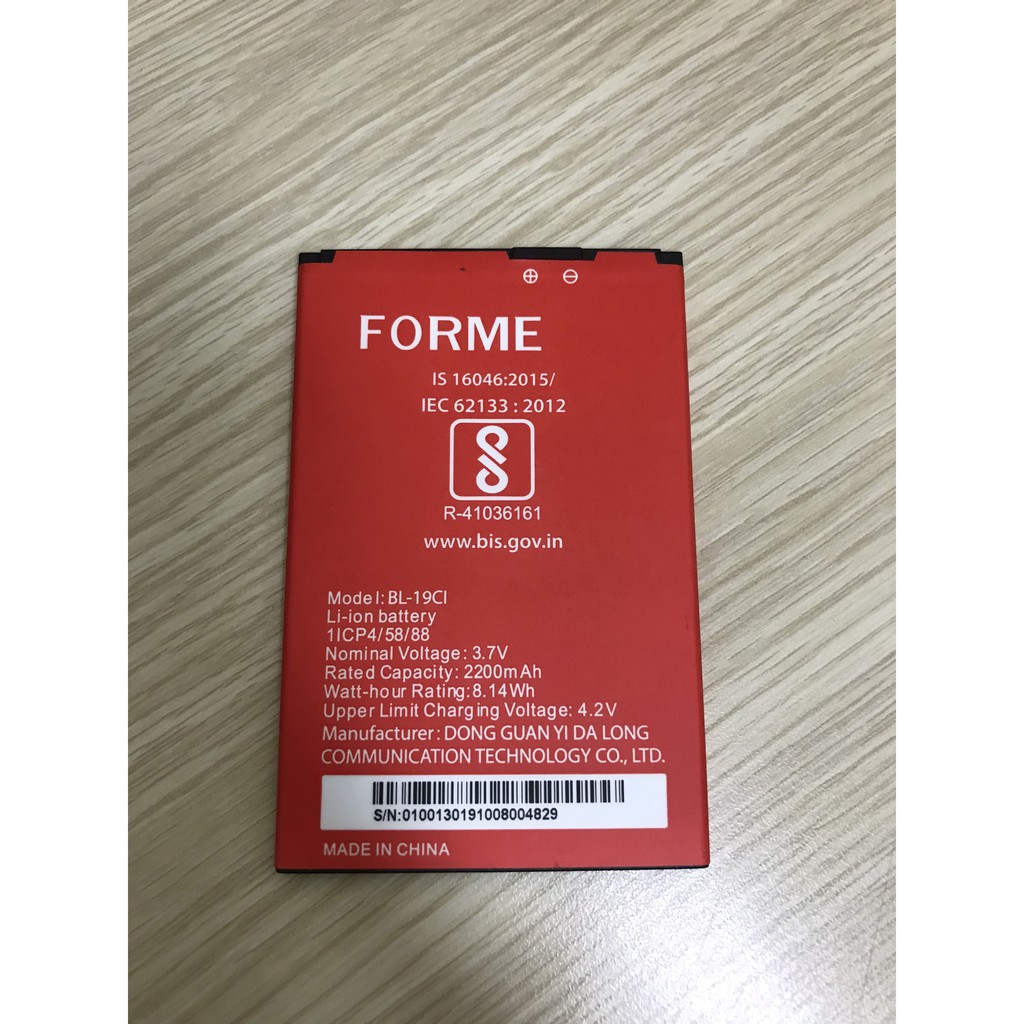 ⊕ ⊖
FORME
IS 16046:2015/
IEC 62133 : 2012
R-41036161
www.bis.gov.in
Model: BL-19CI
Li-ion battery
1ICP4/58/88
Nominal Voltage: 3.7V
Rated Capacity: 2200mAh
Watt-hour Rating:8.14Wh
Upper Limit Charging Voltage: 4.2V
Manufacturer : DONG GUAN YI DA LONG
COMMUNICATION TECHNOLOGY CO., LTD.
S/N:0100130191008004829
MADE IN CHINA